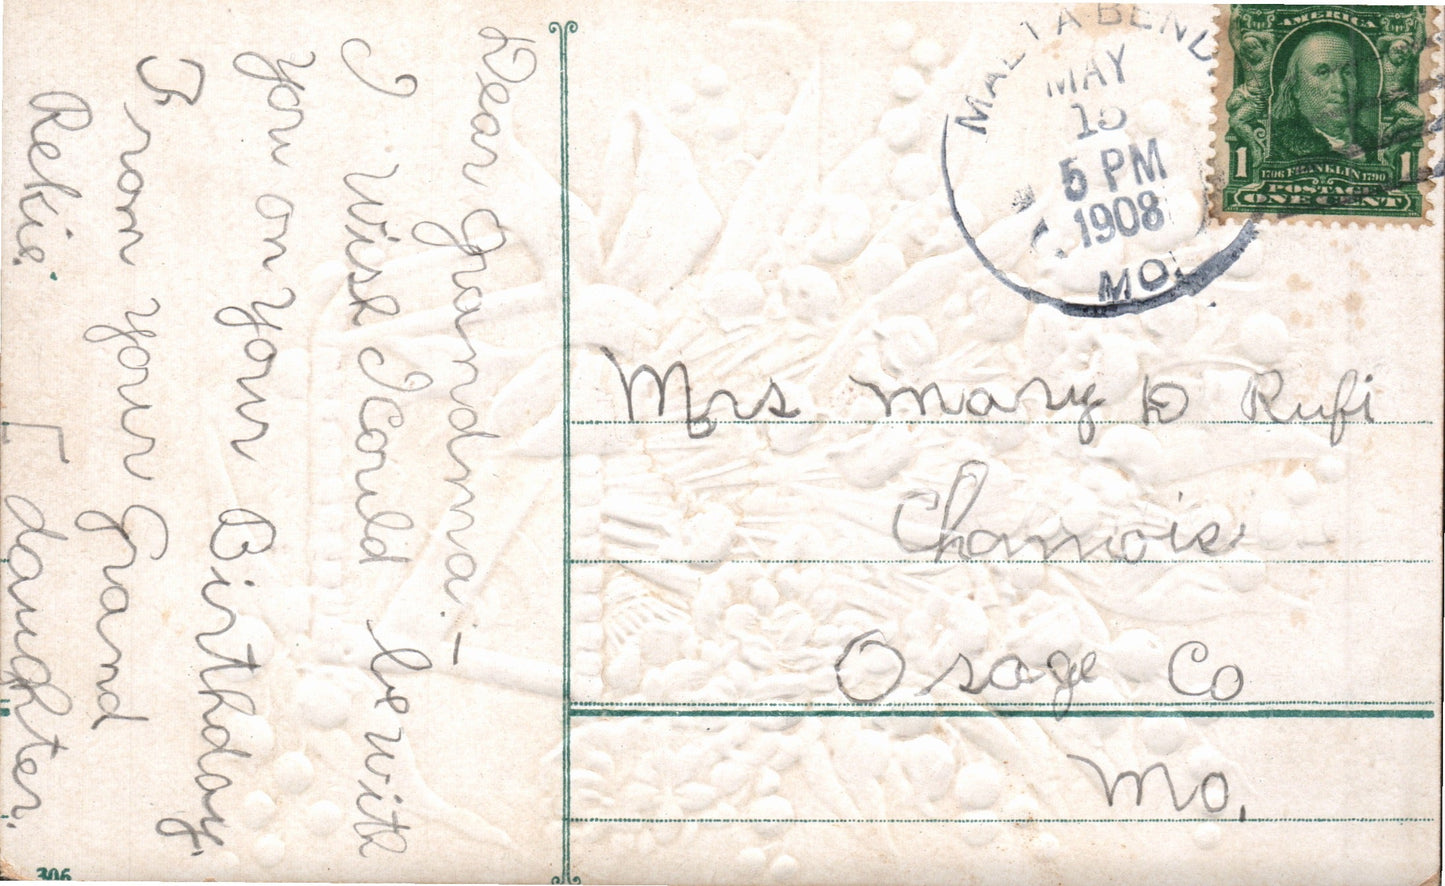 Dear Grandma.—
I Wish I Could be with
you on Your Birthday.
From your Grand
daughter.
Rekie.
306
MALTA BEND
MAY
5 PM
1908
MO.
AMERICA
1 1
1706 FRANKLIN 1790
POSTAGE
ONE CENT
Mrs Mary D Rufi
Chamois
Osage Co
Mo.